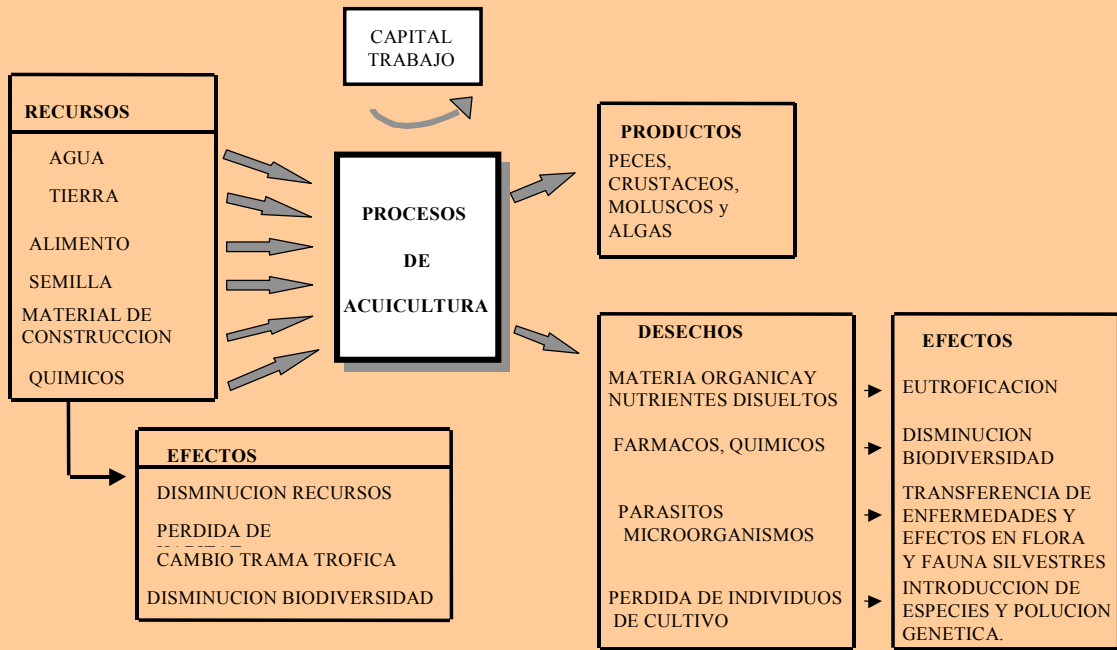 CAPITAL
TRABAJO
RECURSOS
AGUA
TIERRA
ALIMENTO
SEMILLA
MATERIAL DE
CONSTRUCCION
QUIMICOS
PROCESOS
DE
ACUICULTURA
PRODUCTOS
PECES,
CRUSTACEOS,
MOLUSCOS y
ALGAS
EFECTOS
DISMINUCION RECURSOS
PERDIDA DE
CAMBIO TRAMA TROFICA
DISMINUCION BIODIVERSIDAD
DESECHOS
MATERIA ORGANICAY
NUTRIENTES DISUELTOS
FARMACOS, QUIMICOS
PARASITOS
MICROORGANISMOS
PERDIDA DE INDIVIDUOS
DE CULTIVO
EFECTOS
EUTROFICACION
DISMINUCION
BIODIVERSIDAD
TRANSFERENCIA DE
ENFERMEDADES Y
EFECTOS EN FLORA
Y FAUNA SILVESTRES
INTRODUCCION DE
ESPECIES Y POLUCION
GENETICA.